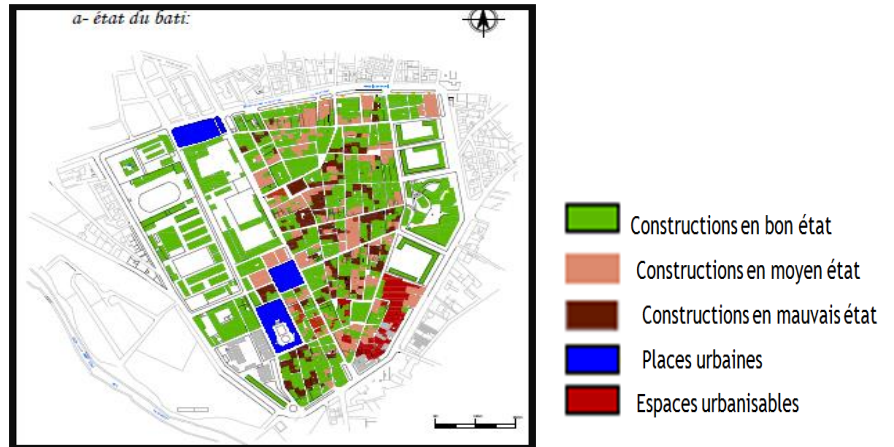 a- état du bati:
Constructions en bon état
Constructions en moyen état
Constructions en mauvais état
Places urbaines
Espaces urbanisables